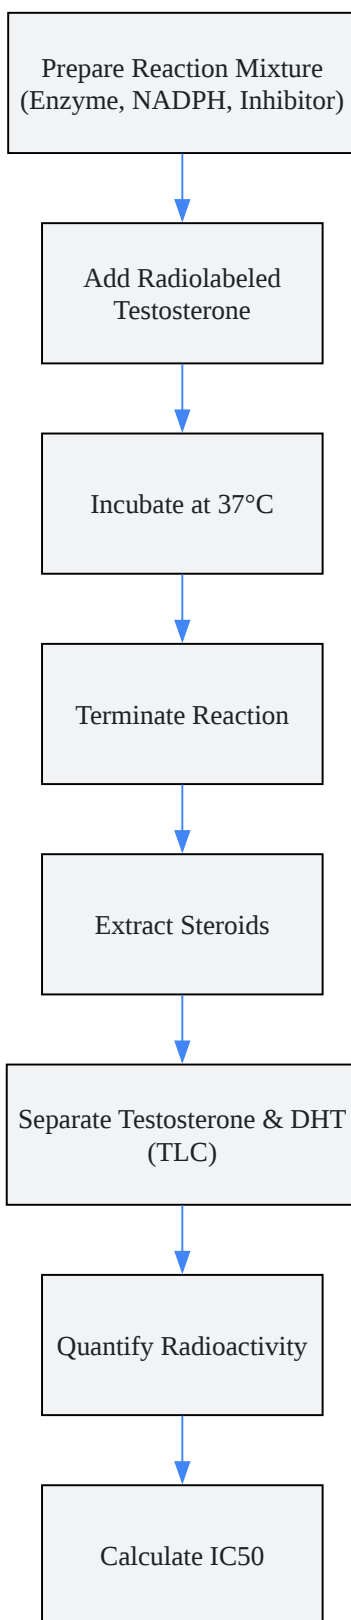 Prepare Reaction Mixture
(Enzyme, NADPH, Inhibitor)
Add Radiolabeled
Testosterone
Incubate at 37°C
Terminate Reaction
Extract Steroids
Separate Testosterone & DHT
(TLC)
Quantify Radioactivity
Calculate IC50